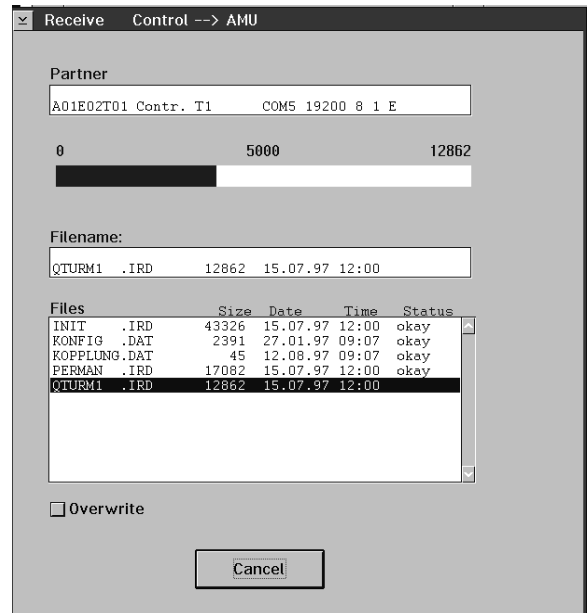 Receive Control --> AMU
Partner
A01E02T01 Contr. T1 COM5 19200 8 1 E
0 5000 12862
Filename:
QTURM1 .IRD 12862 15.07.97 12:00
Files Size Date Time Status
INIT .IRD 43326 15.07.97 12:00 okay
KONFIG .DAT 2391 27.01.97 09:07 okay
KOPPLUNG.DAT 45 12.08.97 09:07 okay
PERMAN .IRD 17082 15.07.97 12:00 okay
QTURM1 .IRD 12862 15.07.97 12:00
Overwrite
Cancel